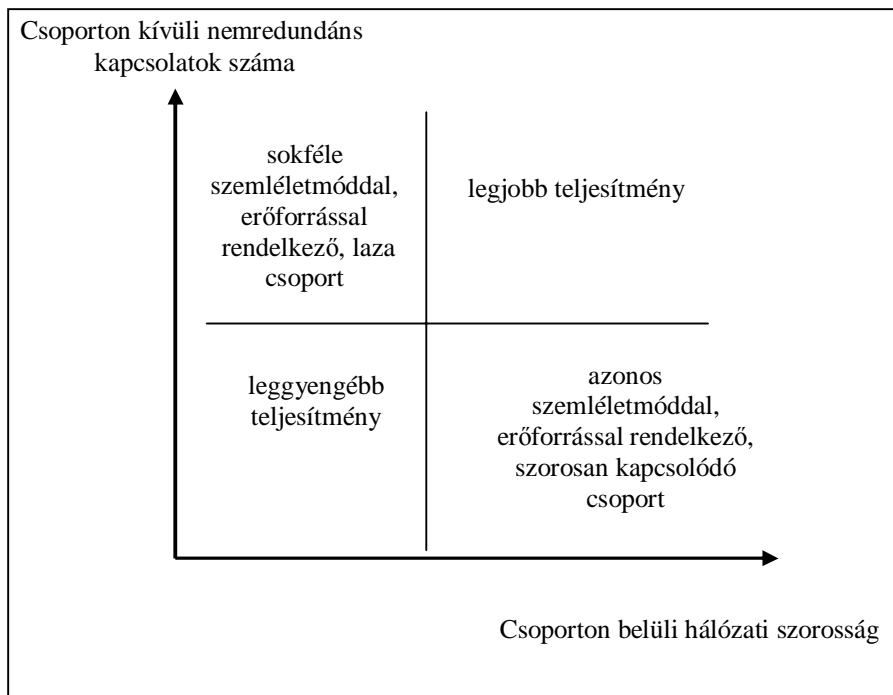 Csoporton kívüli nemredundáns
kapcsolatok száma
sokféle
szemléletmóddal,
erőforrással
rendelkező, laza
csoport
legjobb teljesítmény
leggyengébb
teljesítmény
azonos
szemléletmóddal,
erőforrással rendelkező,
szorosan kapcsolódó
csoport
Csoporton belüli hálózati szorosság